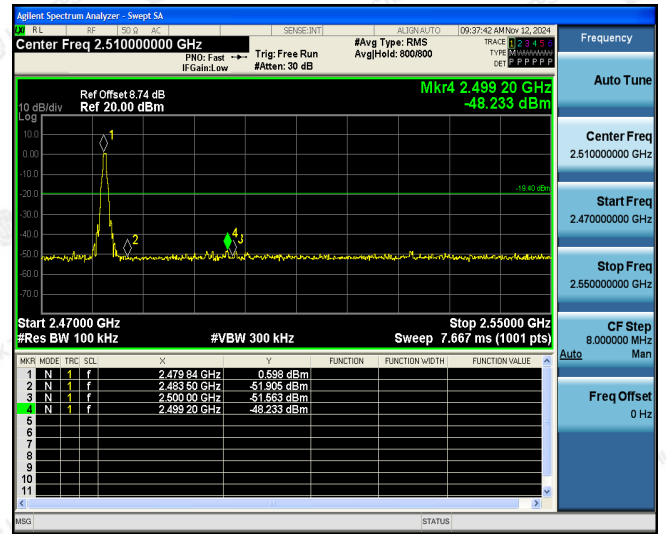 Agilent Spectrum Analyzer - Swept SA
LXI RL RF 50 Ω AC SENSE:INT ALIGN AUTO 09:37:42 AM Nov 12, 2024
Center Freq 2.510000000 GHz
PNO: Fast
IFGain:Low
Trig: Free Run
#Atten: 30 dB
#Avg Type: RMS
Avg|Hold: 800/800
TRACE 1 2 3 4 5 6
TYPE M
DET P P P P P P
Ref Offset 8.74 dB
10 dB/div Ref 20.00 dBm
Log
Mkr4 2.499 20 GHz
-48.233 dBm
10.0
0.00
-10.0
-20.0
-30.0
-40.0
-50.0
-60.0
-70.0
-19.40 dBm
1
2
4
3
Start 2.47000 GHz Stop 2.55000 GHz
#Res BW 100 kHz #VBW 300 kHz Sweep 7.667 ms (1001 pts)
MKR MODE TRC SCL X Y FUNCTION FUNCTION WIDTH FUNCTION VALUE
1 N 1 f 2.479 84 GHz 0.598 dBm
2 N 1 f 2.483 50 GHz -51.905 dBm
3 N 1 f 2.500 00 GHz -51.563 dBm
4 N 1 f 2.499 20 GHz -48.233 dBm
5
6
7
8
9
10
11
MSG STATUS
Frequency
Auto Tune
Center Freq
2.510000000 GHz
Start Freq
2.470000000 GHz
Stop Freq
2.550000000 GHz
CF Step
8.000000 MHz
Auto Man
Freq Offset
0 Hz